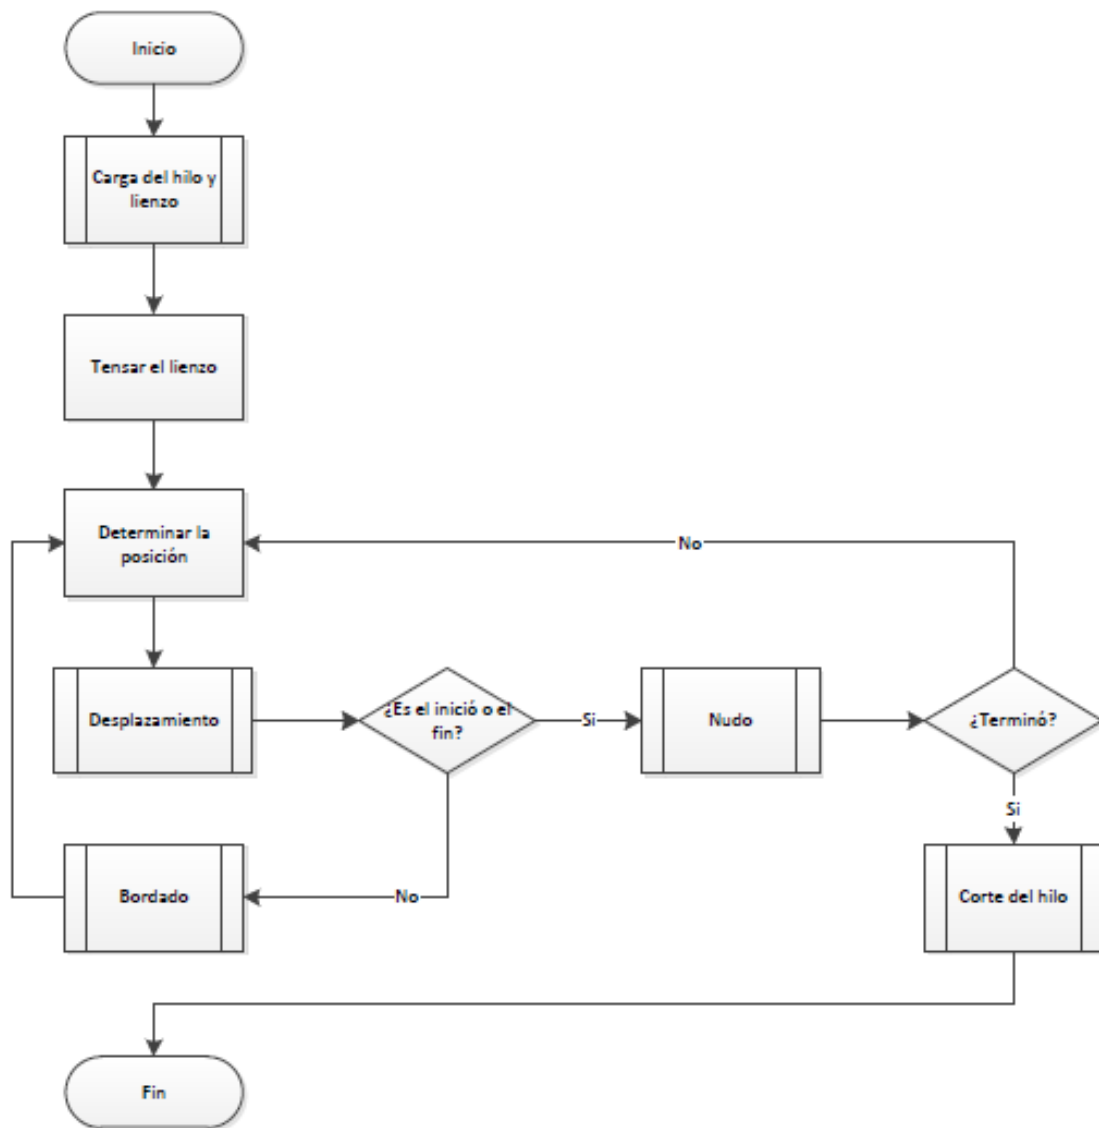 Inicio
Carga del hilo y
lienzo
Tensar el lienzo
Determinar la
posición
No
Desplazamiento
¿Es el inició o el
fin?
Si
Nudo
¿Terminó?
Si
Bordado
No
Corte del hilo
Fin